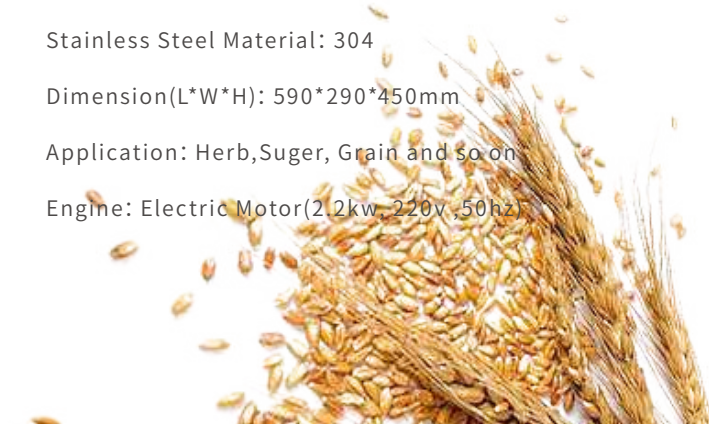 Stainless Steel Material: 304
Dimension(L*W*H): 590*290*450mm
Application: Herb,Suger, Grain and so on
Engine: Electric Motor(2.2kw, 220v ,50hz)